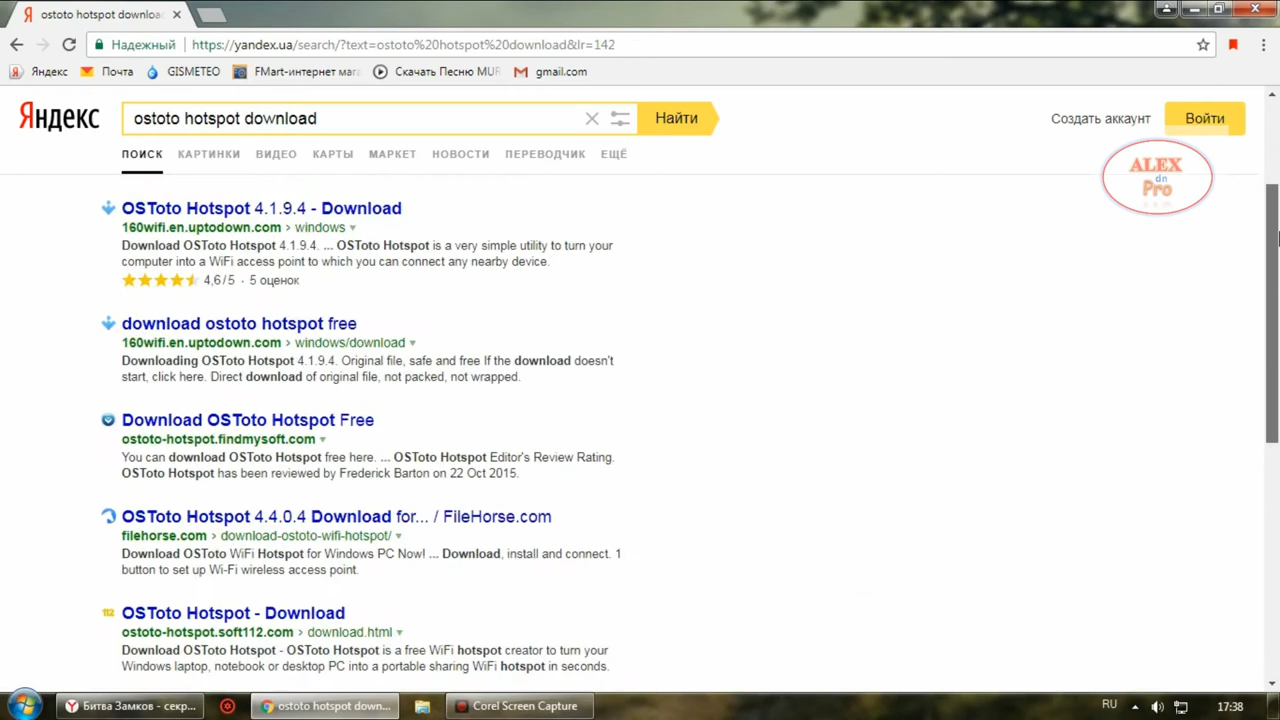 ostoto hotspot downloa
Надежный https://yandex.ua/search/?text=ostoto%20hotspot%20download&lr=142
Яндекс Почта GISMETEO FMart-интернет маг Скачать Песню MUR gmail.com
Яндекс ostoto hotspot download Найти Создать аккаунт Войти
ПОИСК КАРТИНКИ ВИДЕО КАРТЫ МАРКЕТ НОВОСТИ ПЕРЕВОДЧИК ЕЩЁ
ALEX
dn
Pro
OSToto Hotspot 4.1.9.4 - Download
160wifi.en.uptodown.com › windows
Download OSToto Hotspot 4.1.9.4. ... OSToto Hotspot is a very simple utility to turn your
computer into a WiFi access point to which you can connect any nearby device.
4,6/5 · 5 оценок
download ostoto hotspot free
160wifi.en.uptodown.com › windows/download
Downloading OSToto Hotspot 4.1.9.4. Original file, safe and free If the download doesn't
start, click here. Direct download of original file, not packed, not wrapped.
Download OSToto Hotspot Free
ostoto-hotspot.findmysoft.com
You can download OSToto Hotspot free here. ... OSToto Hotspot Editor's Review Rating.
OSToto Hotspot has been reviewed by Frederick Barton on 22 Oct 2015.
OSToto Hotspot 4.4.0.4 Download for... / FileHorse.com
filehorse.com › download-ostoto-wifi-hotspot/
Download OSToto WiFi Hotspot for Windows PC Now! ... Download, install and connect. 1
button to set up Wi-Fi wireless access point.
112
OSToto Hotspot - Download
ostoto-hotspot.soft112.com › download.html
Download OSToto Hotspot - OSToto Hotspot is a free WiFi hotspot creator to turn your
Windows laptop, notebook or desktop PC into a portable sharing WiFi hotspot in seconds.
Битва Замков - секр... ostoto hotspot down... Corel Screen Capture RU 17:38